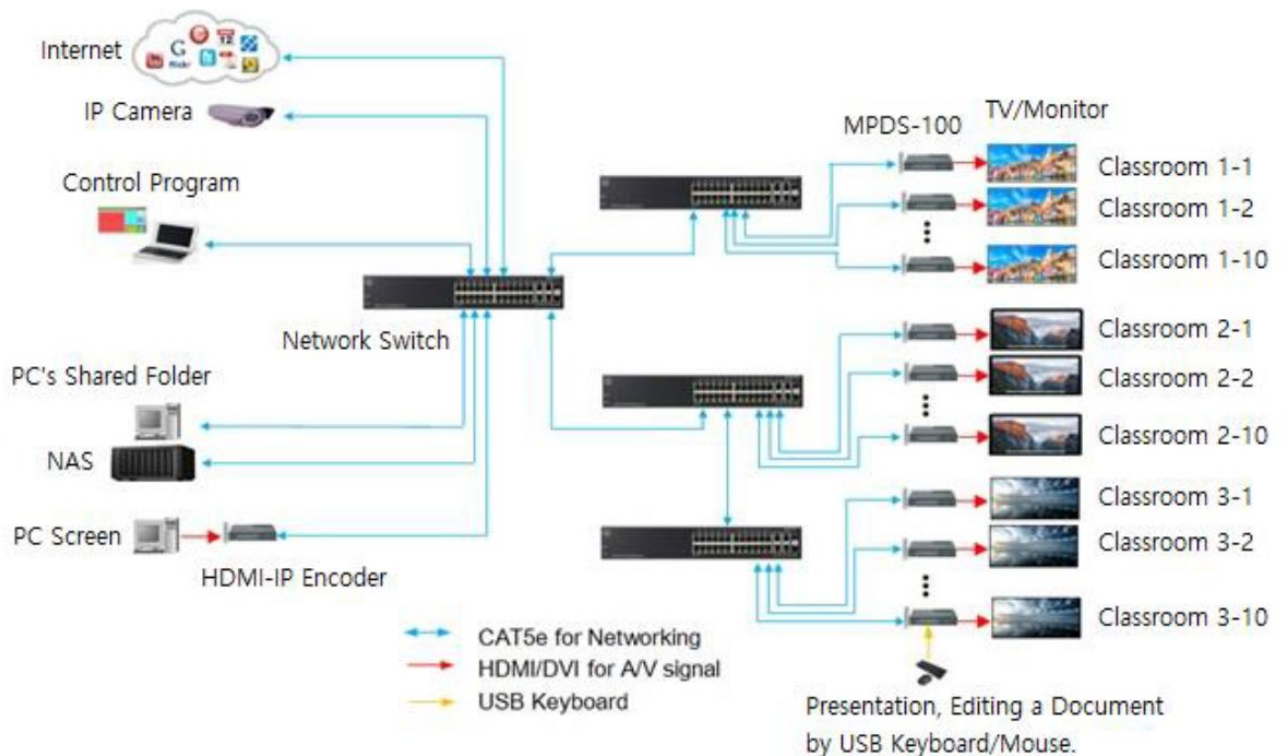 Internet
IP Camera
Control Program
Network Switch
PC's Shared Folder
NAS
PC Screen
HDMI-IP Encoder
MPDS-100
TV/Monitor
Classroom 1-1
Classroom 1-2
Classroom 1-10
Classroom 2-1
Classroom 2-2
Classroom 2-10
Classroom 3-1
Classroom 3-2
Classroom 3-10
CAT5e for Networking
HDMI/DVI for A/V signal
USB Keyboard
Presentation, Editing a Document
by USB Keyboard/Mouse.